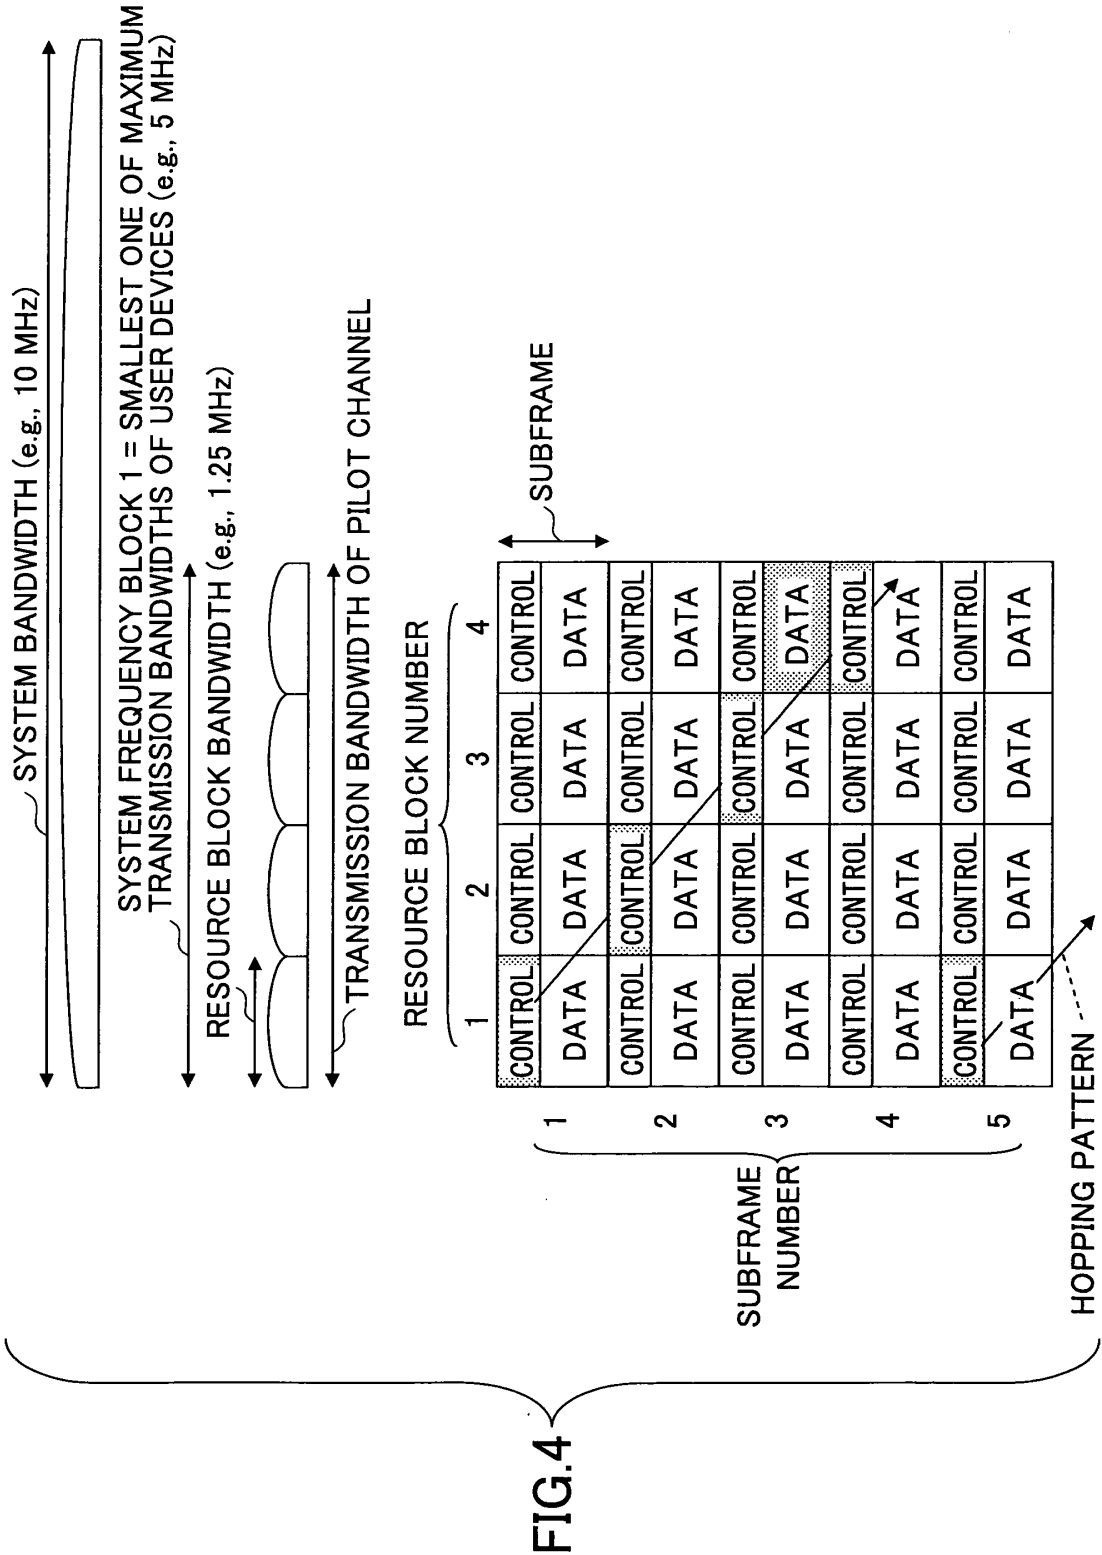 FIG.4
SYSTEM BANDWIDTH (e.g., 10 MHz)
SYSTEM FREQUENCY BLOCK 1 = SMALLEST ONE OF MAXIMUM
TRANSMISSION BANDWIDTHS OF USER DEVICES (e.g., 5 MHz)
RESOURCE BLOCK BANDWIDTH (e.g., 1.25 MHz)
TRANSMISSION BANDWIDTH OF PILOT CHANNEL
RESOURCE BLOCK NUMBER
1 2 3 4
SUBFRAME
SUBFRAME
NUMBER
1 CONTROL CONTROL CONTROL CONTROL
DATA DATA DATA DATA
2 CONTROL CONTROL CONTROL CONTROL
DATA DATA DATA DATA
3 CONTROL CONTROL CONTROL CONTROL
DATA DATA DATA DATA
4 CONTROL CONTROL CONTROL CONTROL
DATA DATA DATA DATA
5 CONTROL CONTROL CONTROL CONTROL
DATA DATA DATA DATA
HOPPING PATTERN